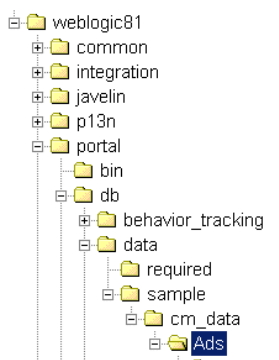 weblogic81
common
integration
javelin
p13n
portal
bin
db
behavior_tracking
data
required
sample
cm_data
Ads